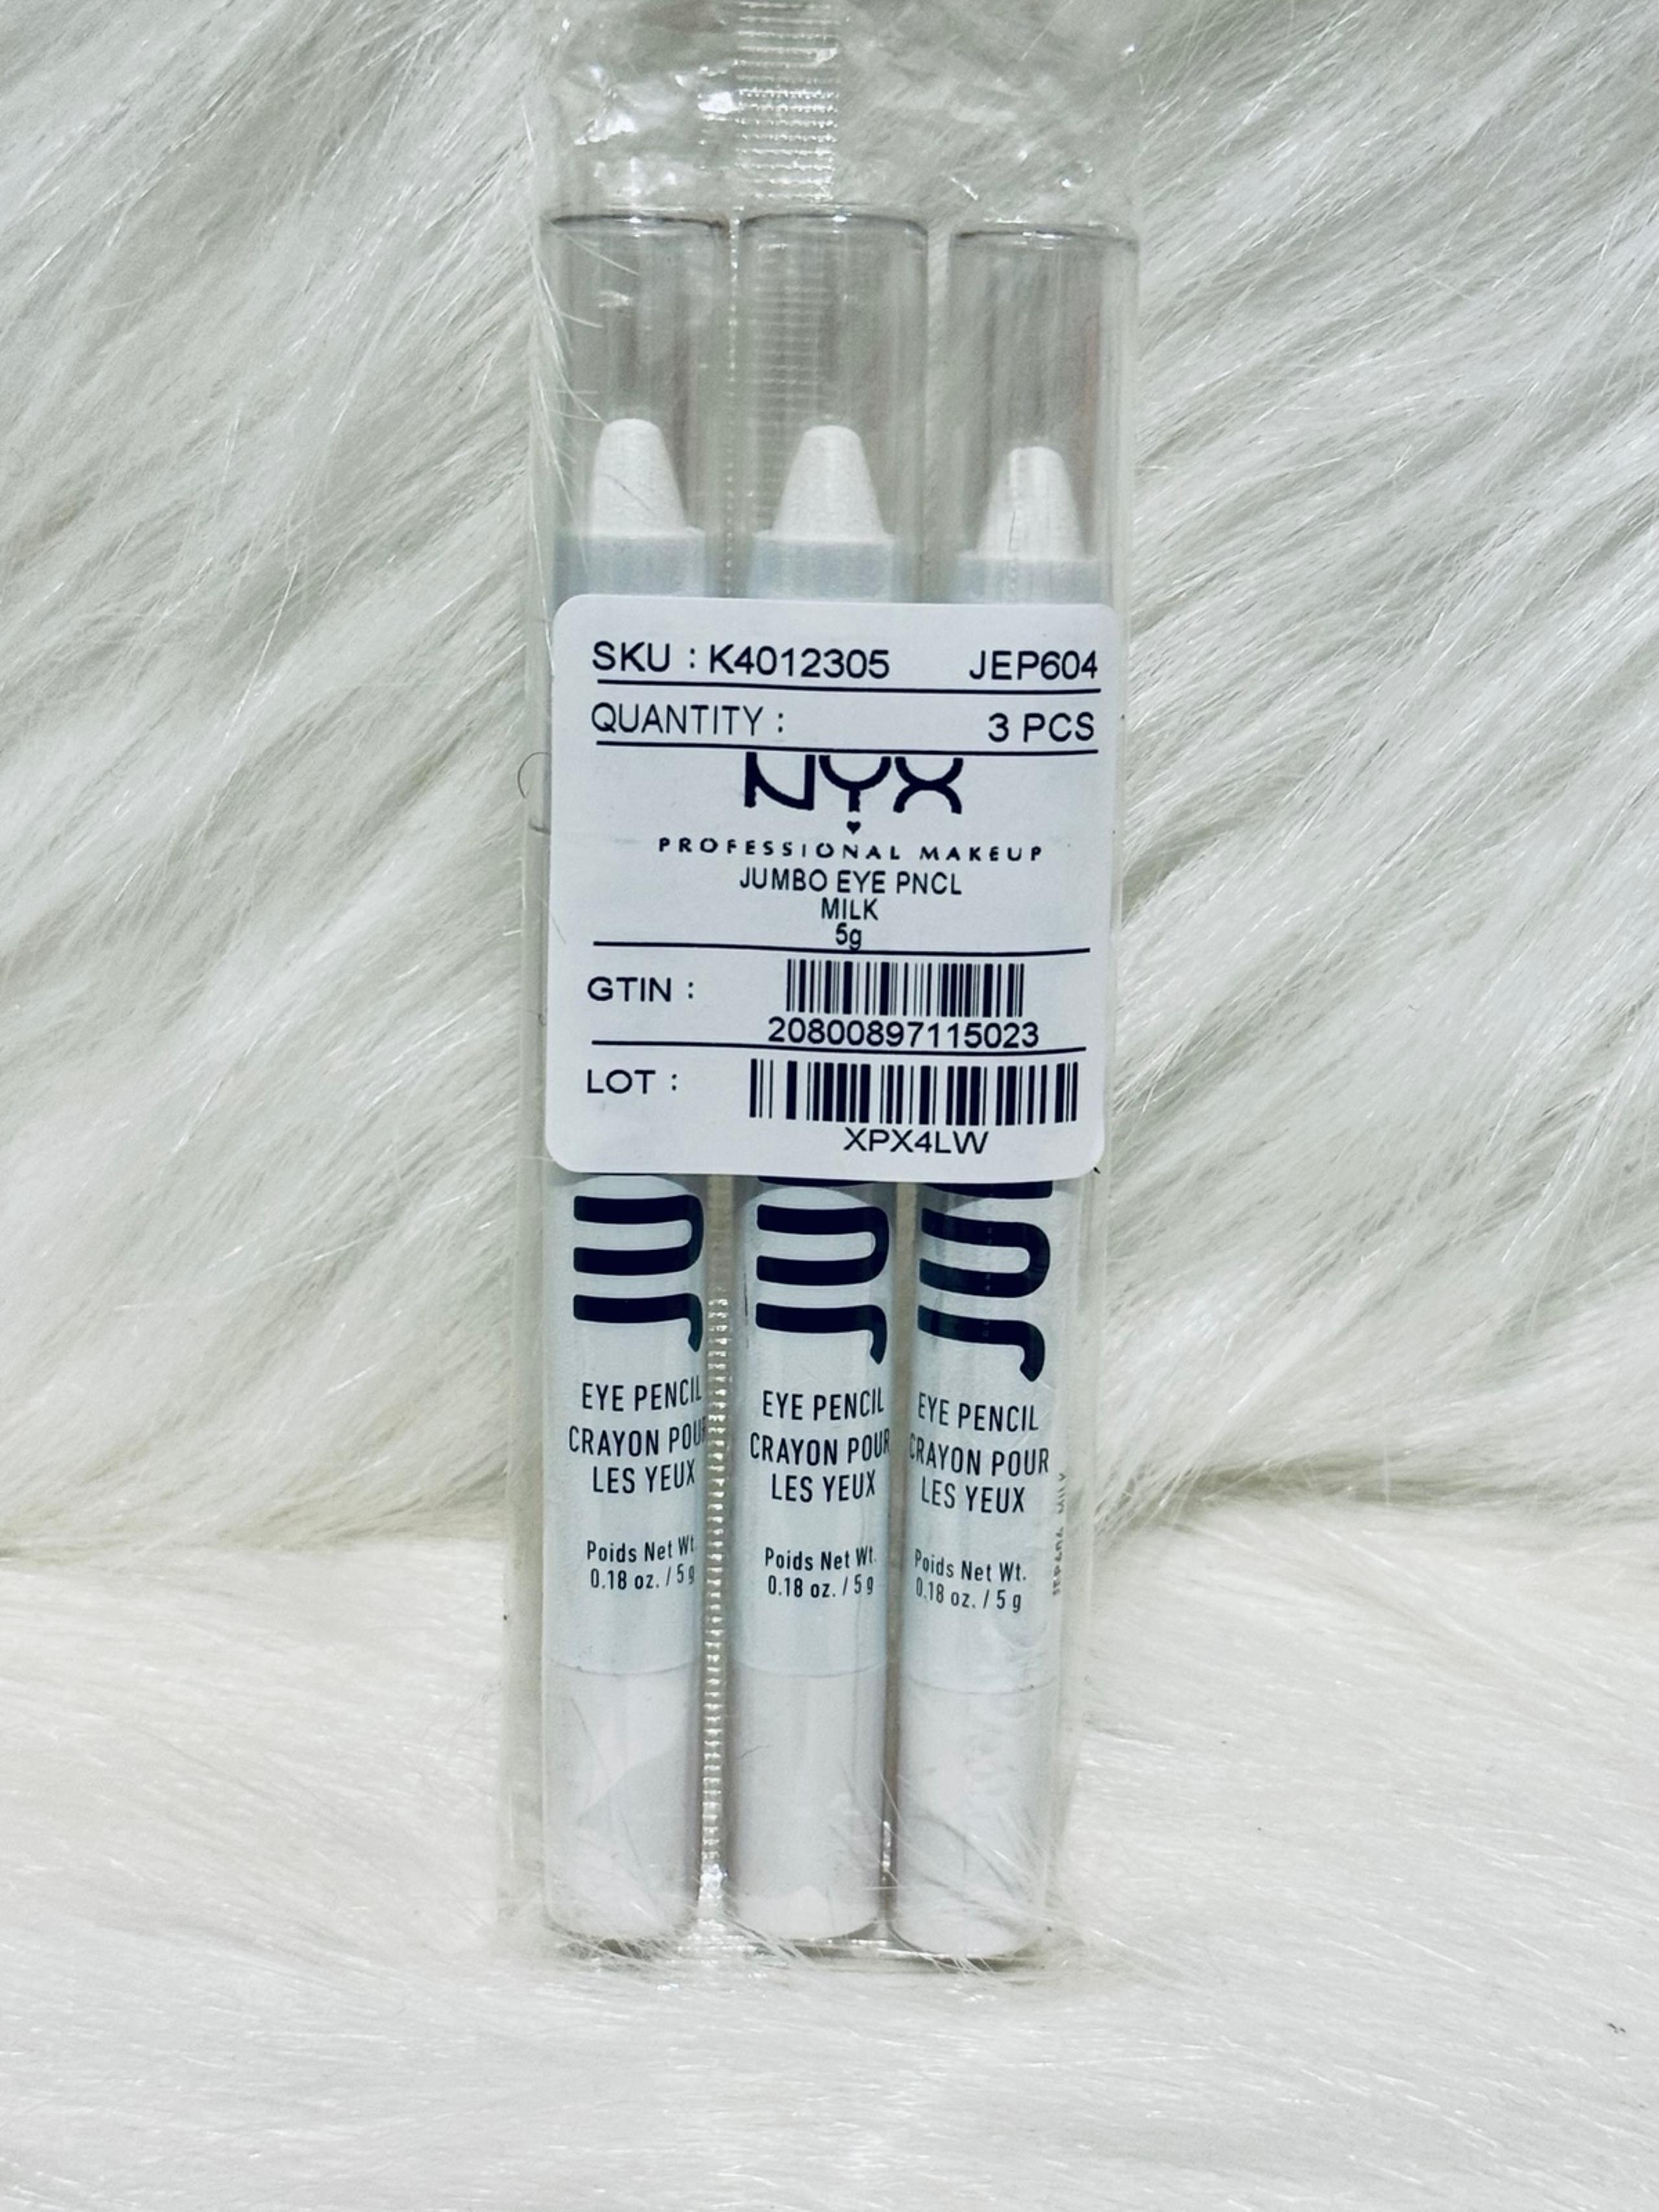 SKU : K4012305 JEP604
QUANTITY : 3 PCS
NYX
PROFESSIONAL MAKEUP
JUMBO EYE PNCL
MILK
5g
GTIN :
20800897115023
LOT :
XPX4LW
EYE PENCIL
CRAYON POUR
LES YEUX
Poids Net Wt.
0.18 oz. / 5 g
EYE PENCIL
CRAYON POUR
LES YEUX
Poids Net Wt.
0.18 oz. / 5 g
EYE PENCIL
CRAYON POUR
LES YEUX
Poids Net Wt.
0.18 oz. / 5 g
JEP604 MILK